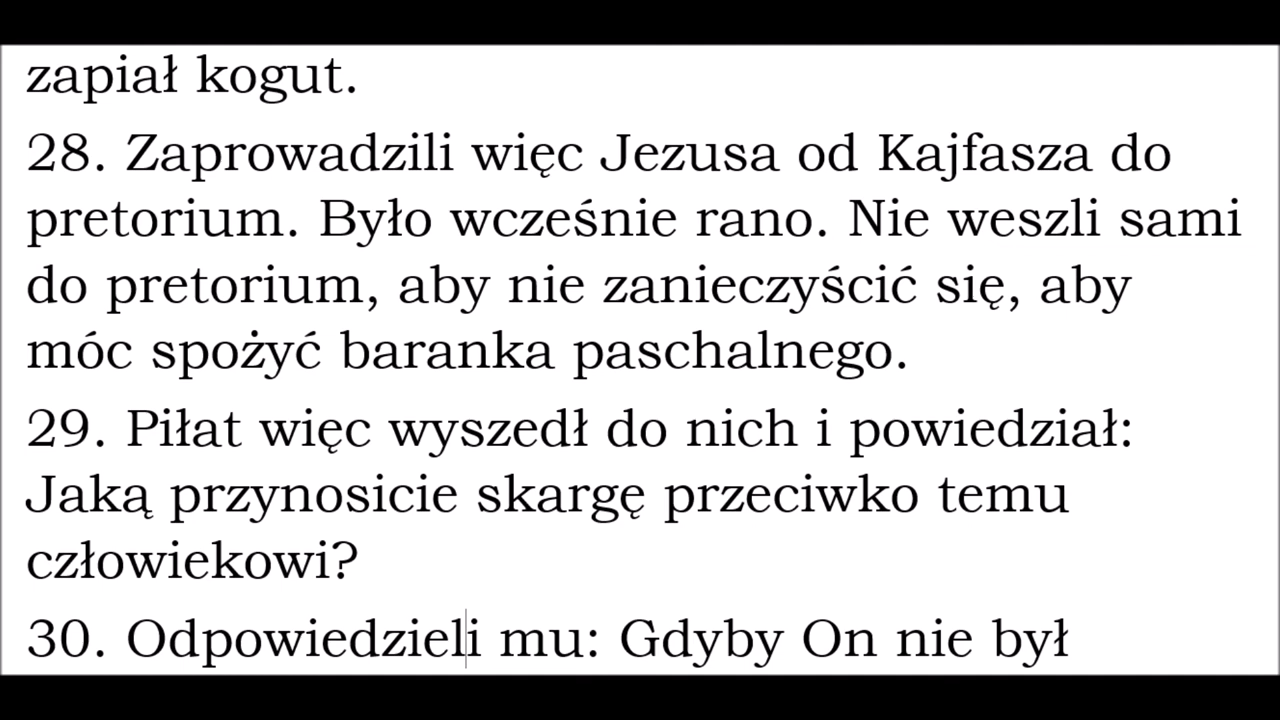 zapiał kogut.
28. Zaprowadzili więc Jezusa od Kajfasza do
pretorium. Było wcześnie rano. Nie weszli sami
do pretorium, aby nie zanieczyścić się, aby
móc spożyć baranka paschalnego.
29. Piłat więc wyszedł do nich i powiedział:
Jaką przynosicie skargę przeciwko temu
człowiekowi?
30. Odpowiedzieli mu: Gdyby On nie był